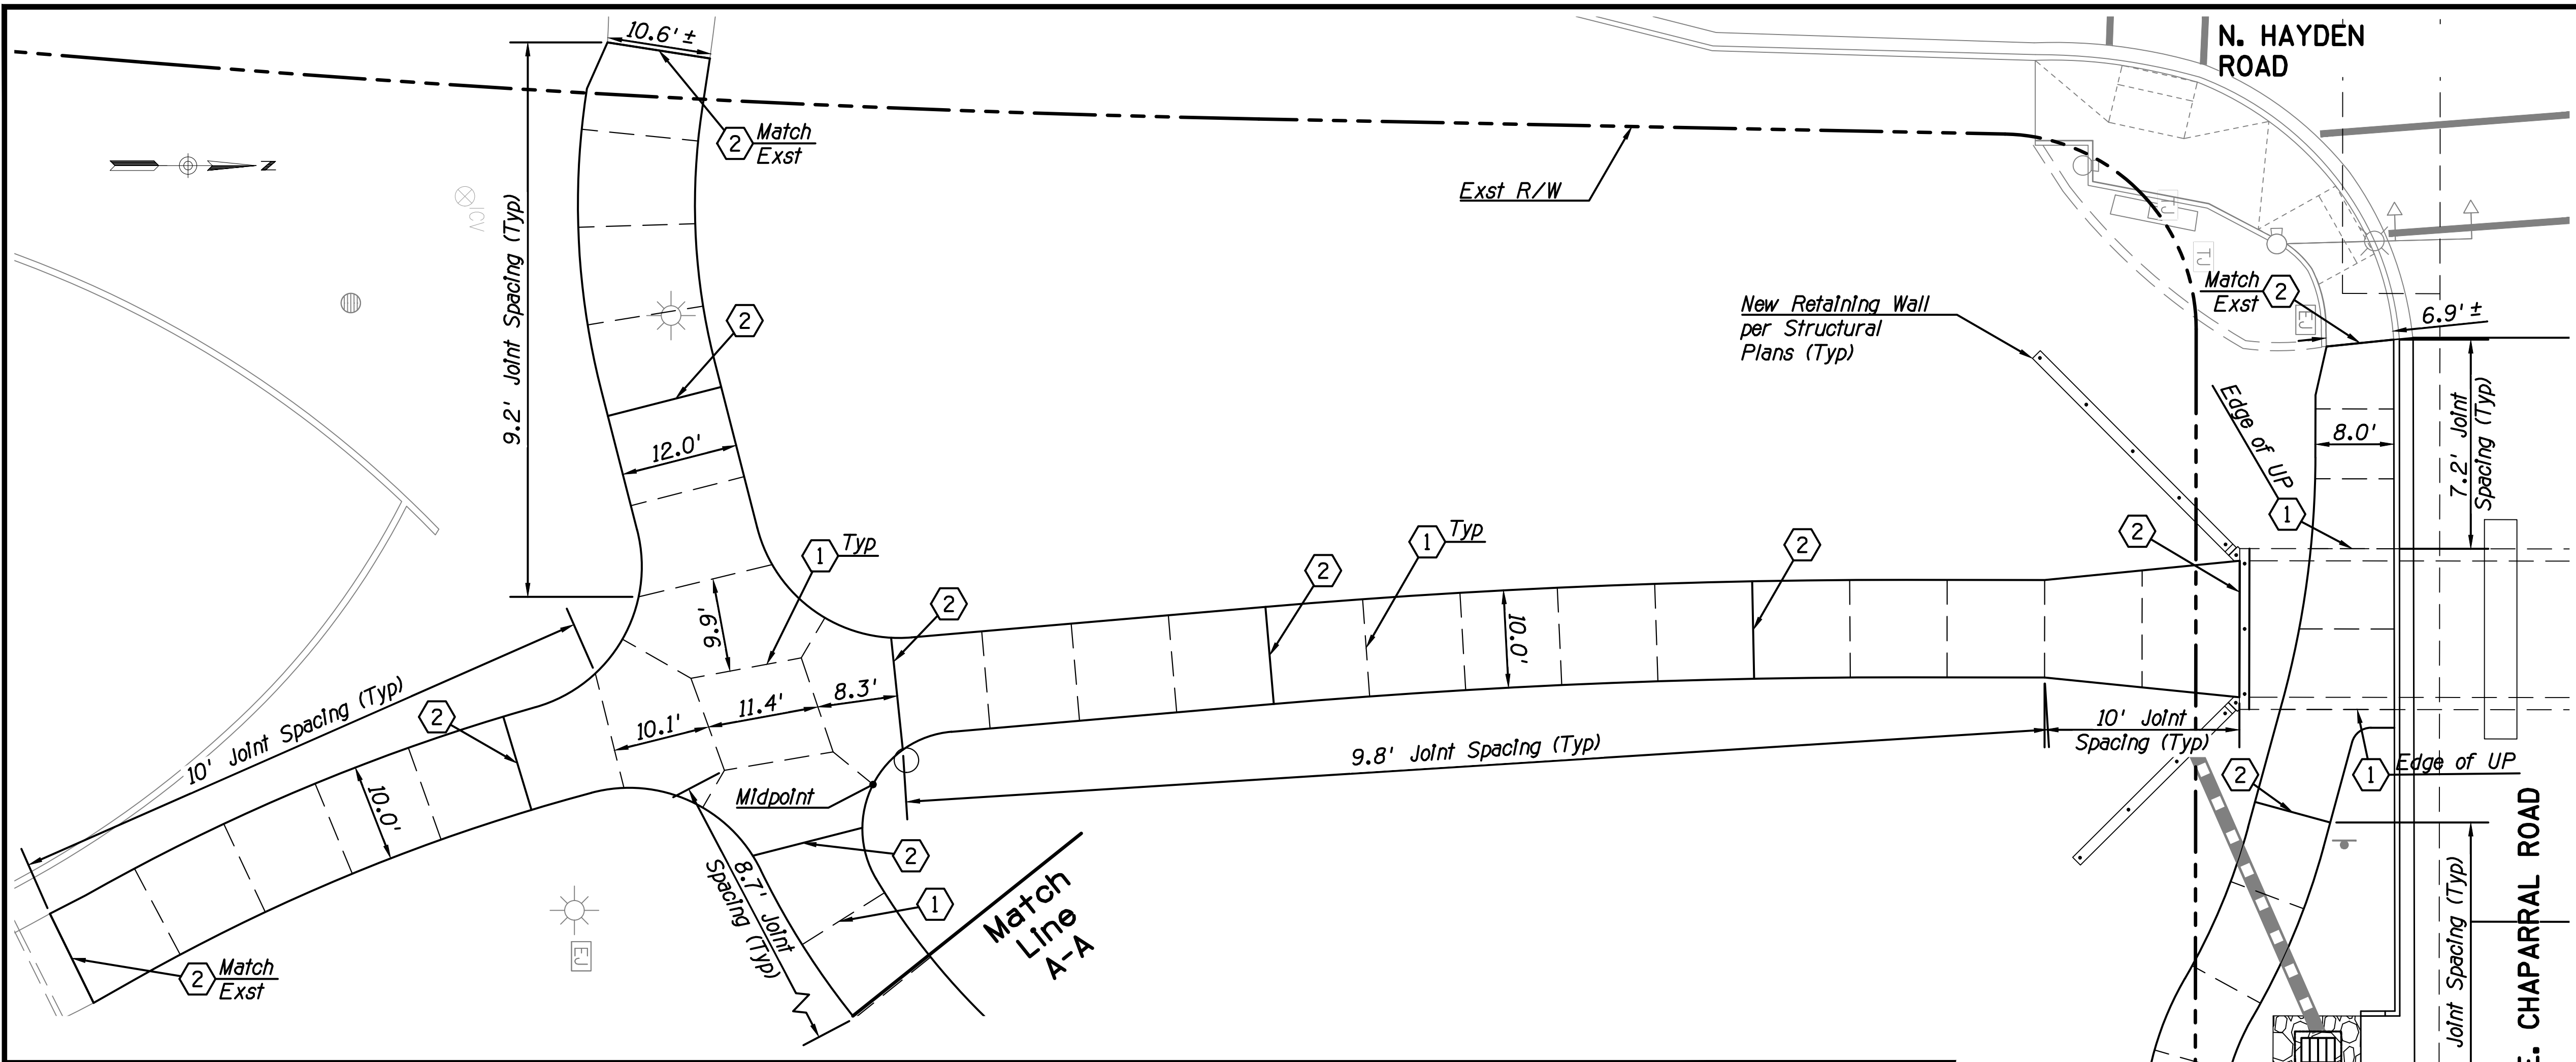 10.6' ±
N. HAYDEN
ROAD
2
Match
Exst
N
Exst R/W
ICV
9.2' Joint Spacing (Typ)
TJ
TJ
Match
Exst
2
EJ
6.9' ±
New Retaining Wall
per Structural
Plans (Typ)
2
Edge of UP
8.0'
7.2' Joint
Spacing (Typ)
12.0'
1
2
1
Typ
1
Typ
2
2
2
9.9'
10.0'
10' Joint Spacing (Typ)
2
10.1'
11.4'
8.3'
10' Joint
Spacing (Typ)
9.8' Joint Spacing (Typ)
10.0'
Midpoint
2
1
Edge of UP
2
8.7' Joint
Spacing (Typ)
1
Match
Line
A-A
EJ
2
Match
Exst
Joint Spacing (Typ)
E. CHAPARRAL ROAD